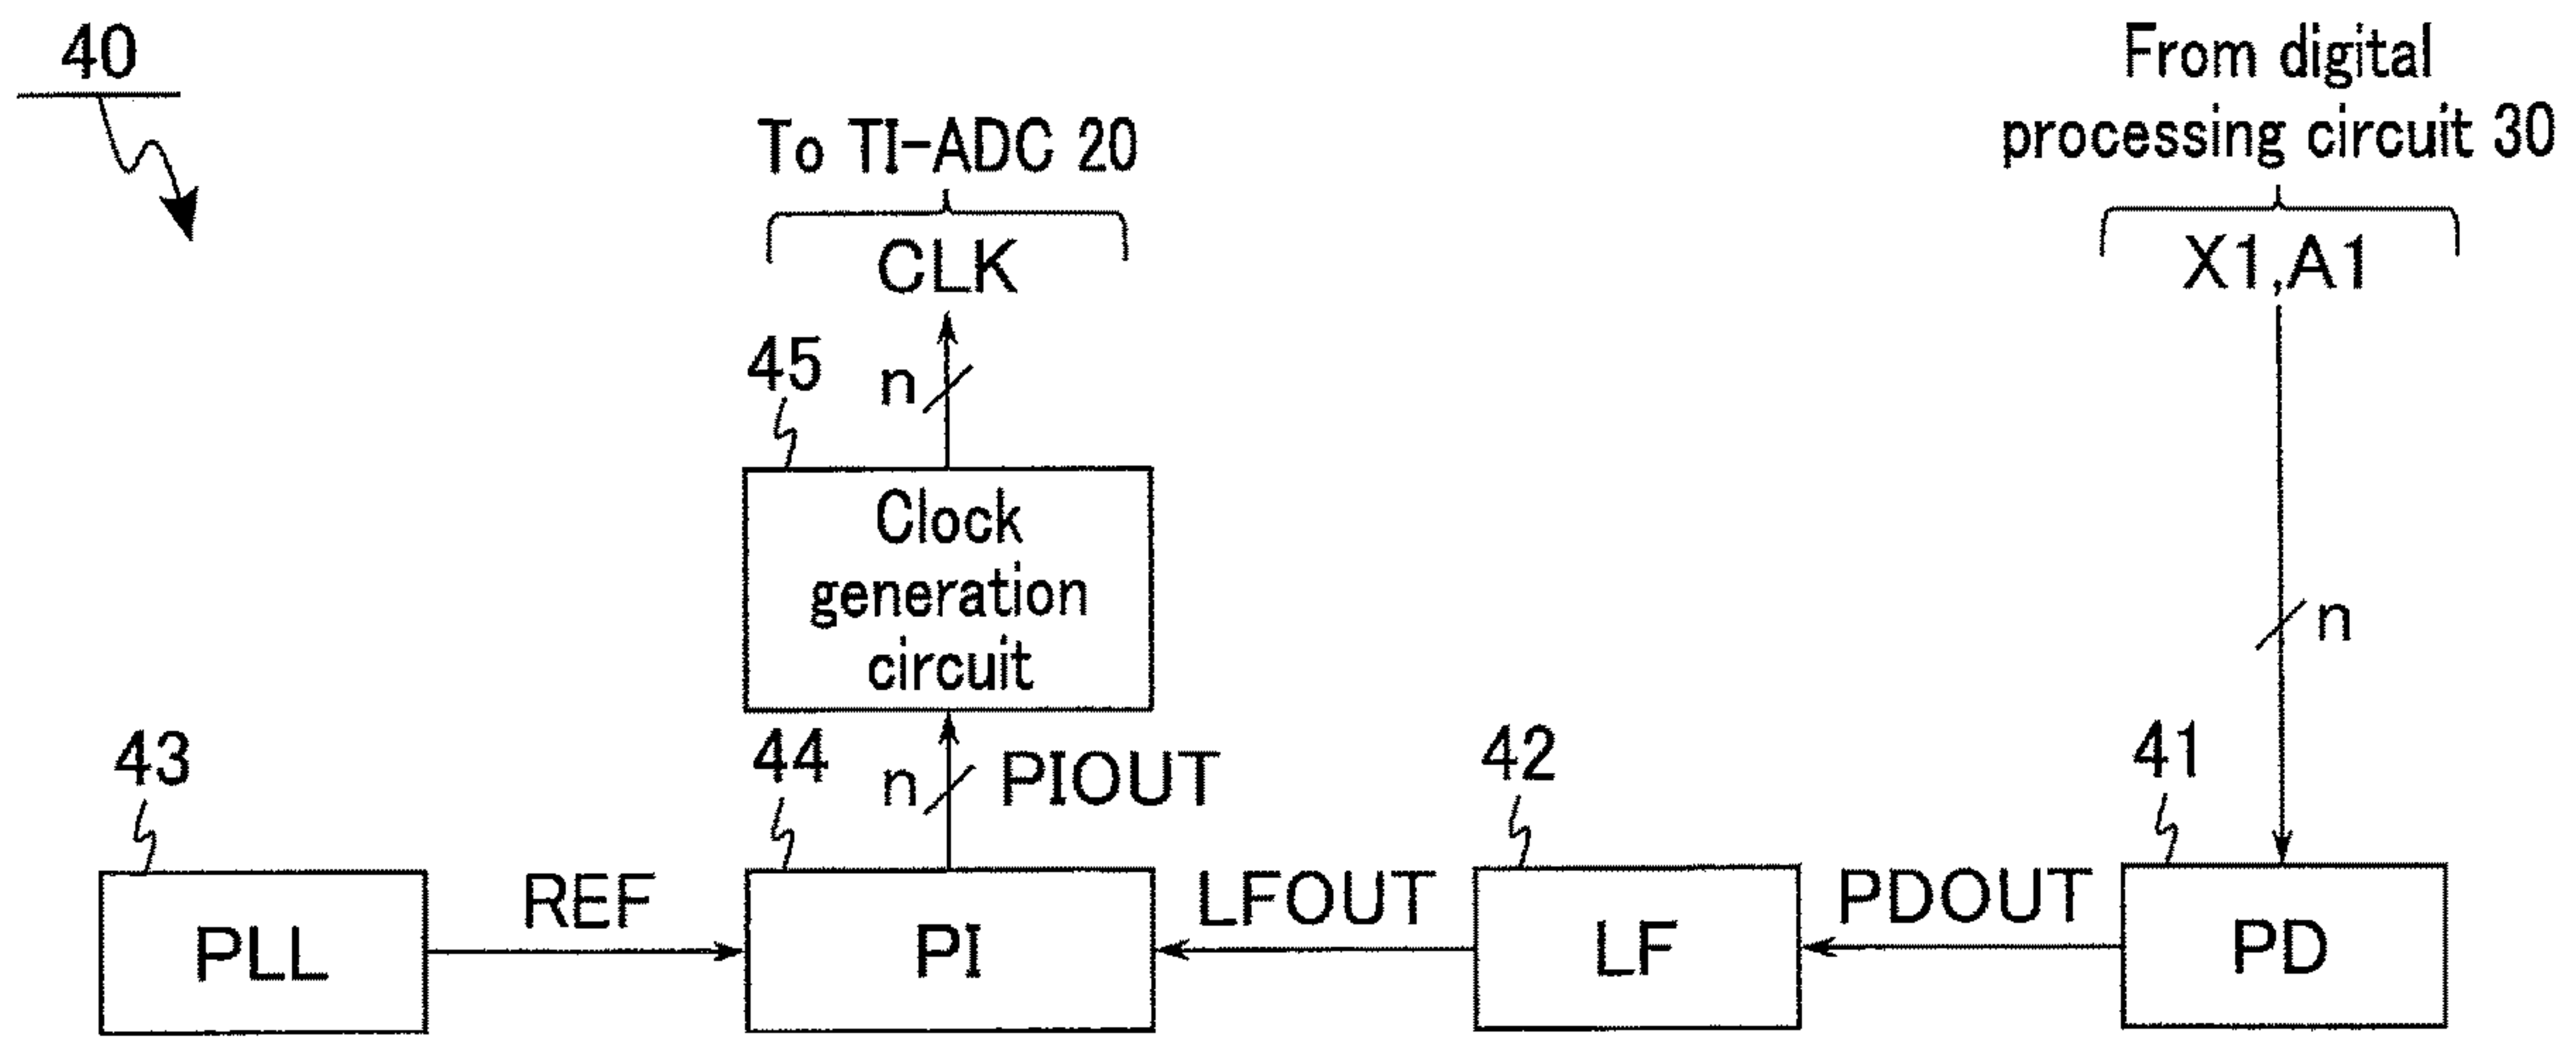 40
From digital
processing circuit 30
To TI-ADC 20
CLK
X1,A1
45
n
Clock
generation
circuit
n
43
44
n
PIOUT
42
41
PLL
REF
PI
LFOUT
LF
PDOUT
PD